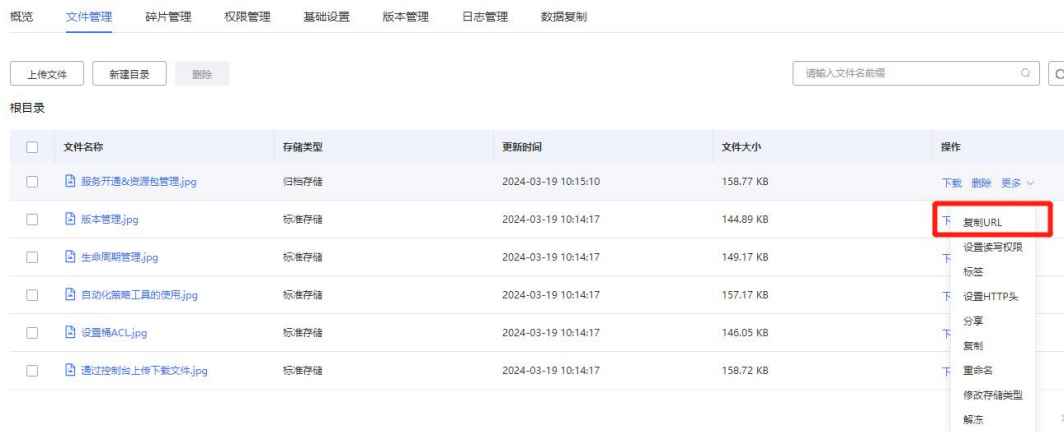 概览 文件管理 碎片管理 权限管理 基础设置 版本管理 日志管理 数据复制
上传文件 新建目录 删除 请输入文件名前缀
根目录
文件名称 存储类型 更新时间 文件大小 操作
服务开通&资源包管理.jpg 归档存储 2024-03-19 10:15:10 158.77 KB 下载 删除 更多
版本管理.jpg 标准存储 2024-03-19 10:14:17 144.89 KB 下
生命周期管理.jpg 标准存储 2024-03-19 10:14:17 149.17 KB 下
自动化策略工具的使用.jpg 标准存储 2024-03-19 10:14:17 157.17 KB 下
设置桶ACL.jpg 标准存储 2024-03-19 10:14:17 146.05 KB 下
通过控制台上传下载文件.jpg 标准存储 2024-03-19 10:14:17 158.72 KB 下
复制URL
设置读写权限
标签
设置HTTP头
分享
复制
重命名
修改存储类型
解冻